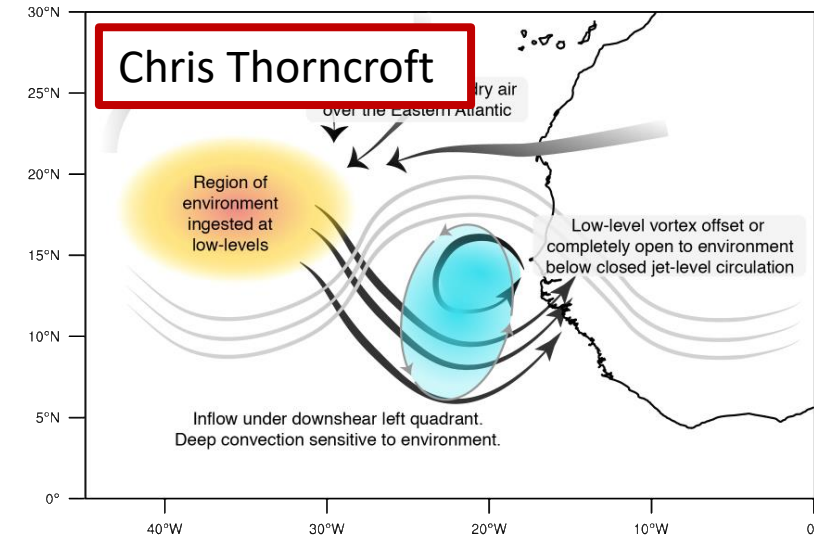 30°N
Chris Thorncroft
dry air
over the Eastern Atlantic
25°N
20°N
Region of
environment
ingested at
low-levels
Low-level vortex offset or
completely open to environment
below closed jet-level circulation
15°N
10°N
5°N
Inflow under downshear left quadrant.
Deep convection sensitive to environment.
0°
40°W
30°W
20°W
10°W